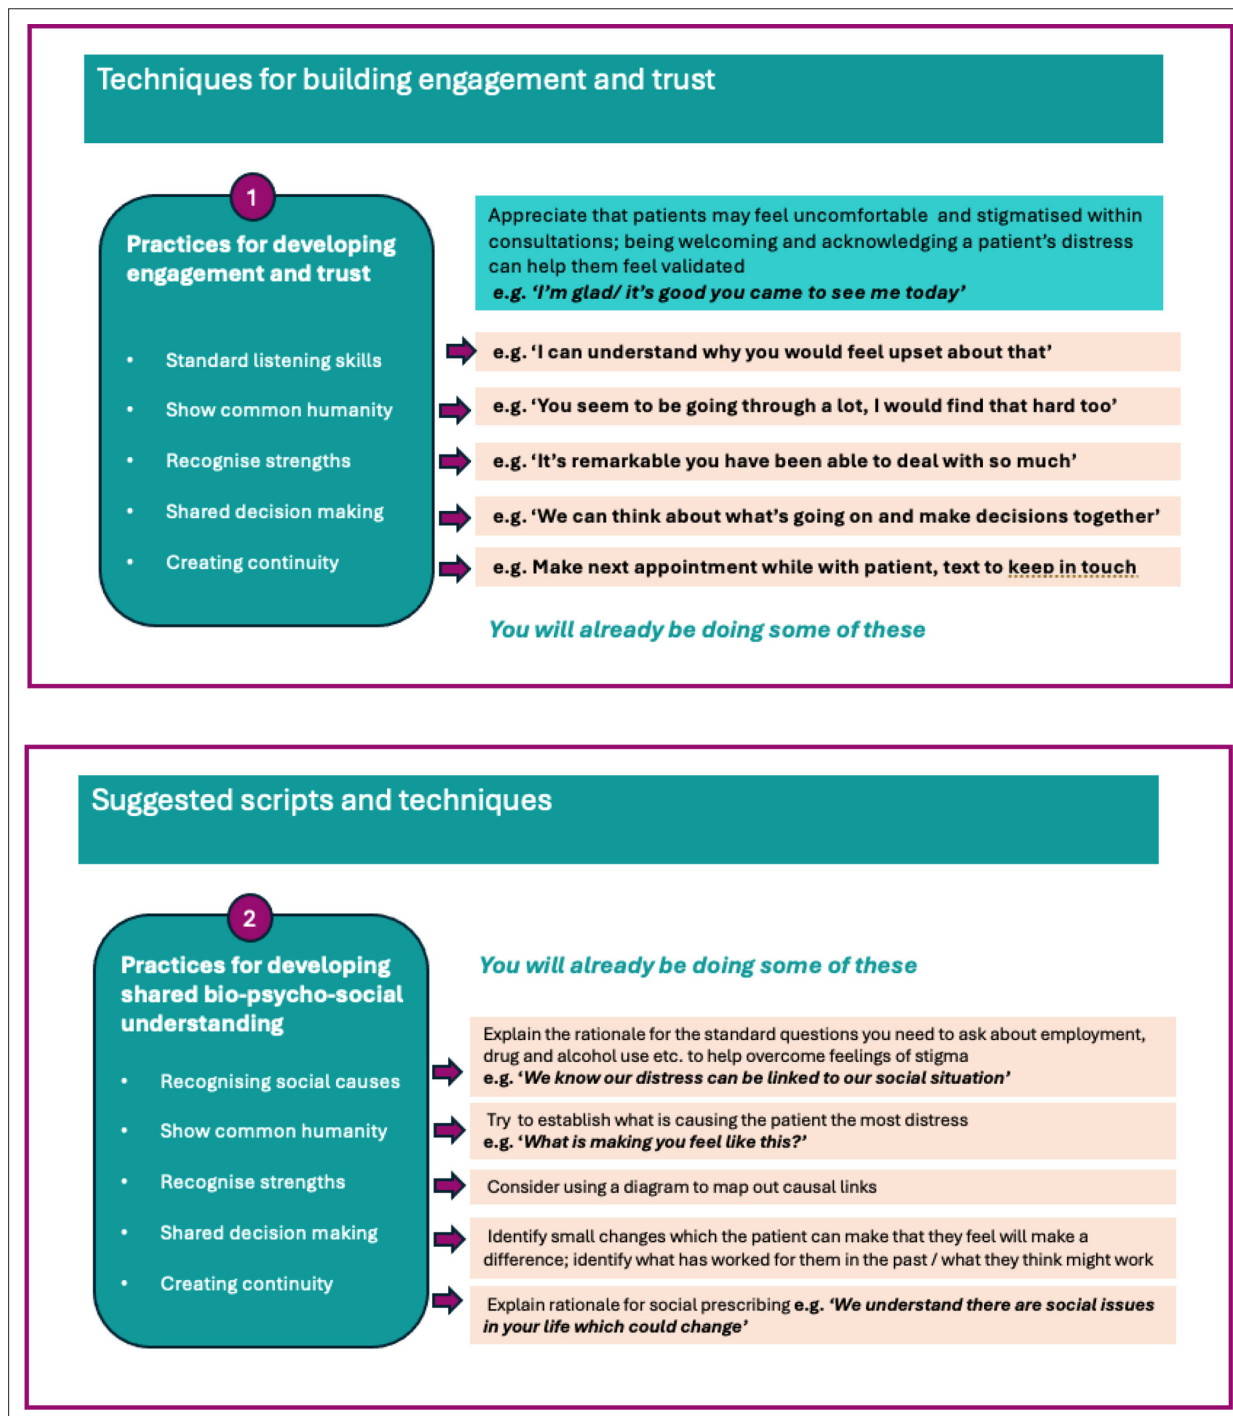 Techniques for building engagement and trust
1
Practices for developing
engagement and trust
• Standard listening skills
• Show common humanity
• Recognise strengths
• Shared decision making
• Creating continuity
Appreciate that patients may feel uncomfortable and stigmatised within
consultations; being welcoming and acknowledging a patient's distress
can help them feel validated
e.g. 'I'm glad/ it's good you came to see me today'
e.g. 'I can understand why you would feel upset about that'
e.g. 'You seem to be going through a lot, I would find that hard too'
e.g. 'It's remarkable you have been able to deal with so much'
e.g. 'We can think about what's going on and make decisions together'
e.g. Make next appointment while with patient, text to keep in touch
You will already be doing some of these
Suggested scripts and techniques
2
Practices for developing
shared bio-psycho-social
understanding
• Recognising social causes
• Show common humanity
• Recognise strengths
• Shared decision making
• Creating continuity
You will already be doing some of these
Explain the rationale for the standard questions you need to ask about employment,
drug and alcohol use etc. to help overcome feelings of stigma
e.g. 'We know our distress can be linked to our social situation'
Try to establish what is causing the patient the most distress
e.g. 'What is making you feel like this?'
Consider using a diagram to map out causal links
Identify small changes which the patient can make that they feel will make a
difference; identify what has worked for them in the past / what they think might work
Explain rationale for social prescribing e.g. 'We understand there are social issues
in your life which could change'